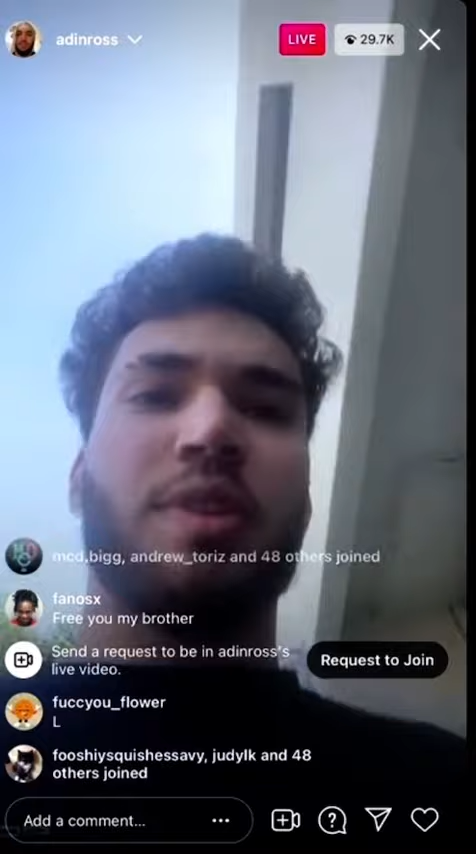 adinross
LIVE
29.7K
mcd.bigg, andrew_toriz and 48 others joined
fanosx
Free you my brother
Send a request to be in adinross's
live video.
Request to Join
fuccyou_flower
L
fooshiysquishessavy, judylk and 48
others joined
Add a comment...